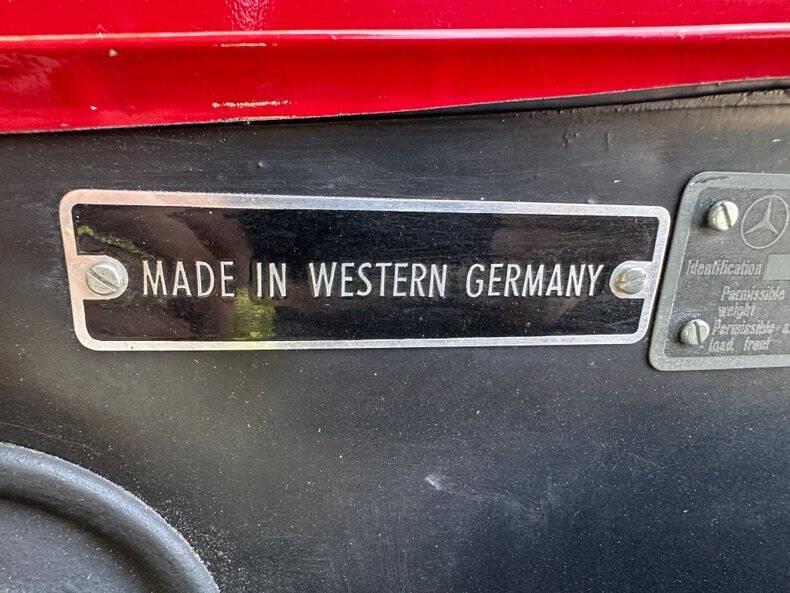 MADE IN WESTERN GERMANY
Identification
Permissible
weight
Permissible a
load, front